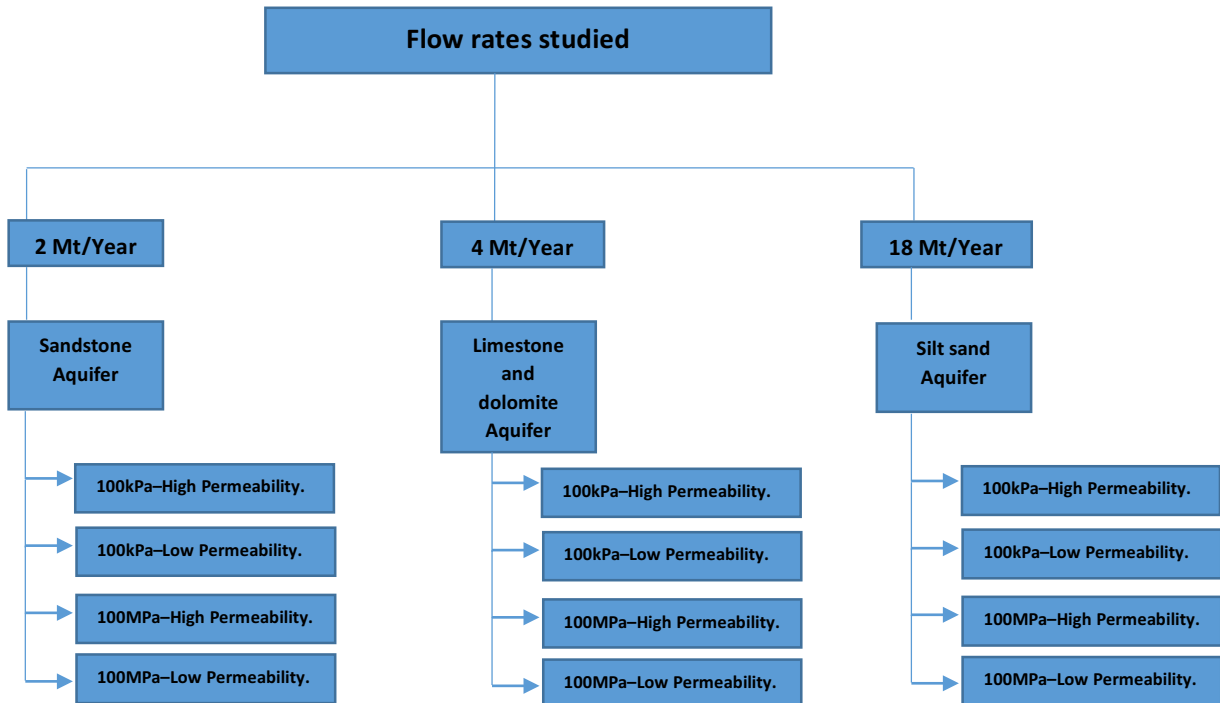 Flow rates studied
2 Mt/Year
4 Mt/Year
18 Mt/Year
Sandstone
Aquifer
Limestone
and
dolomite
Aquifer
Silt sand
Aquifer
100kPa–High Permeability.
100kPa–Low Permeability.
100MPa–High Permeability.
100MPa–Low Permeability.
100kPa–High Permeability.
100kPa–Low Permeability.
100MPa–High Permeability.
100MPa–Low Permeability.
100kPa–High Permeability.
100kPa–Low Permeability.
100MPa–High Permeability.
100MPa–Low Permeability.